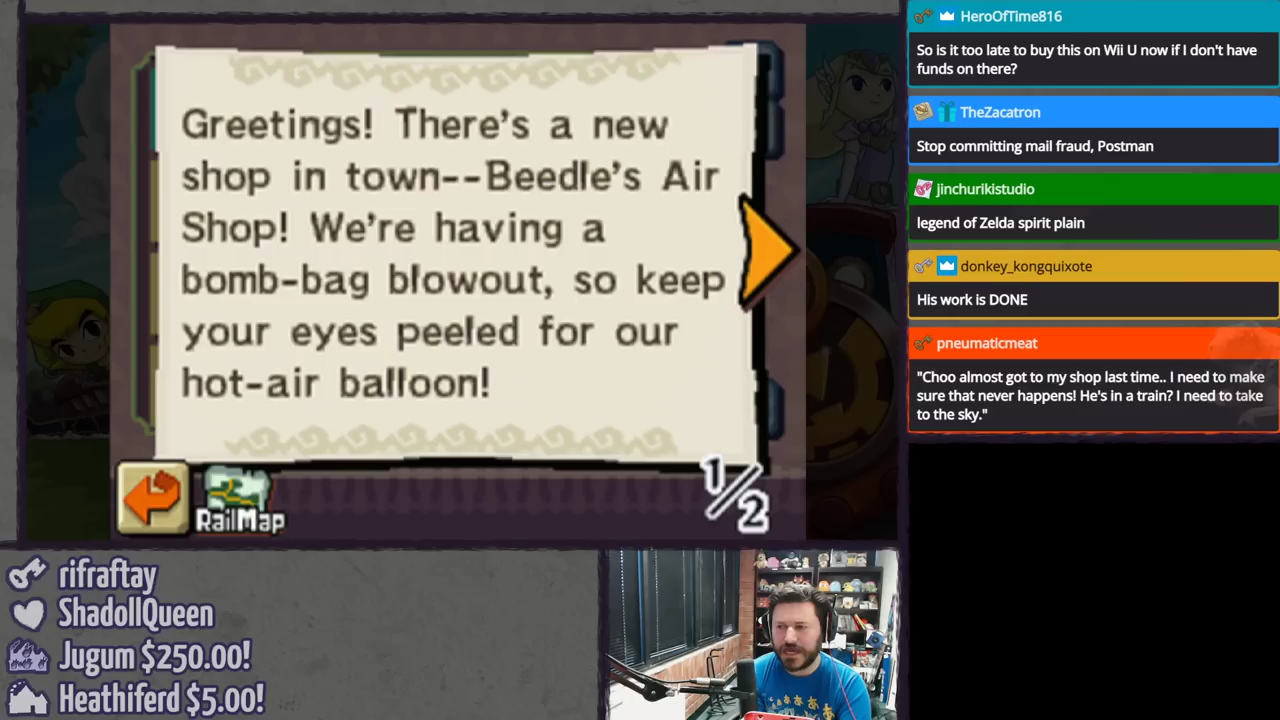 Greetings! There's a new
shop in town--Beedle's Air
Shop! We're having a
bomb-bag blowout, so keep
your eyes peeled for our
hot-air balloon!
RailMap
1/2
HeroOfTime816
So is it too late to buy this on Wii U now if I don't have
funds on there?
TheZacatron
Stop committing mail fraud, Postman
jinchurikistudio
legend of Zelda spirit plain
donkey_kongquixote
His work is DONE
pneumaticmeat
"Choo almost got to my shop last time.. I need to make
sure that never happens! He's in a train? I need to take
to the sky."
rifraftay
ShadollQueen
Jugum $250.00!
Heathiferd $5.00!